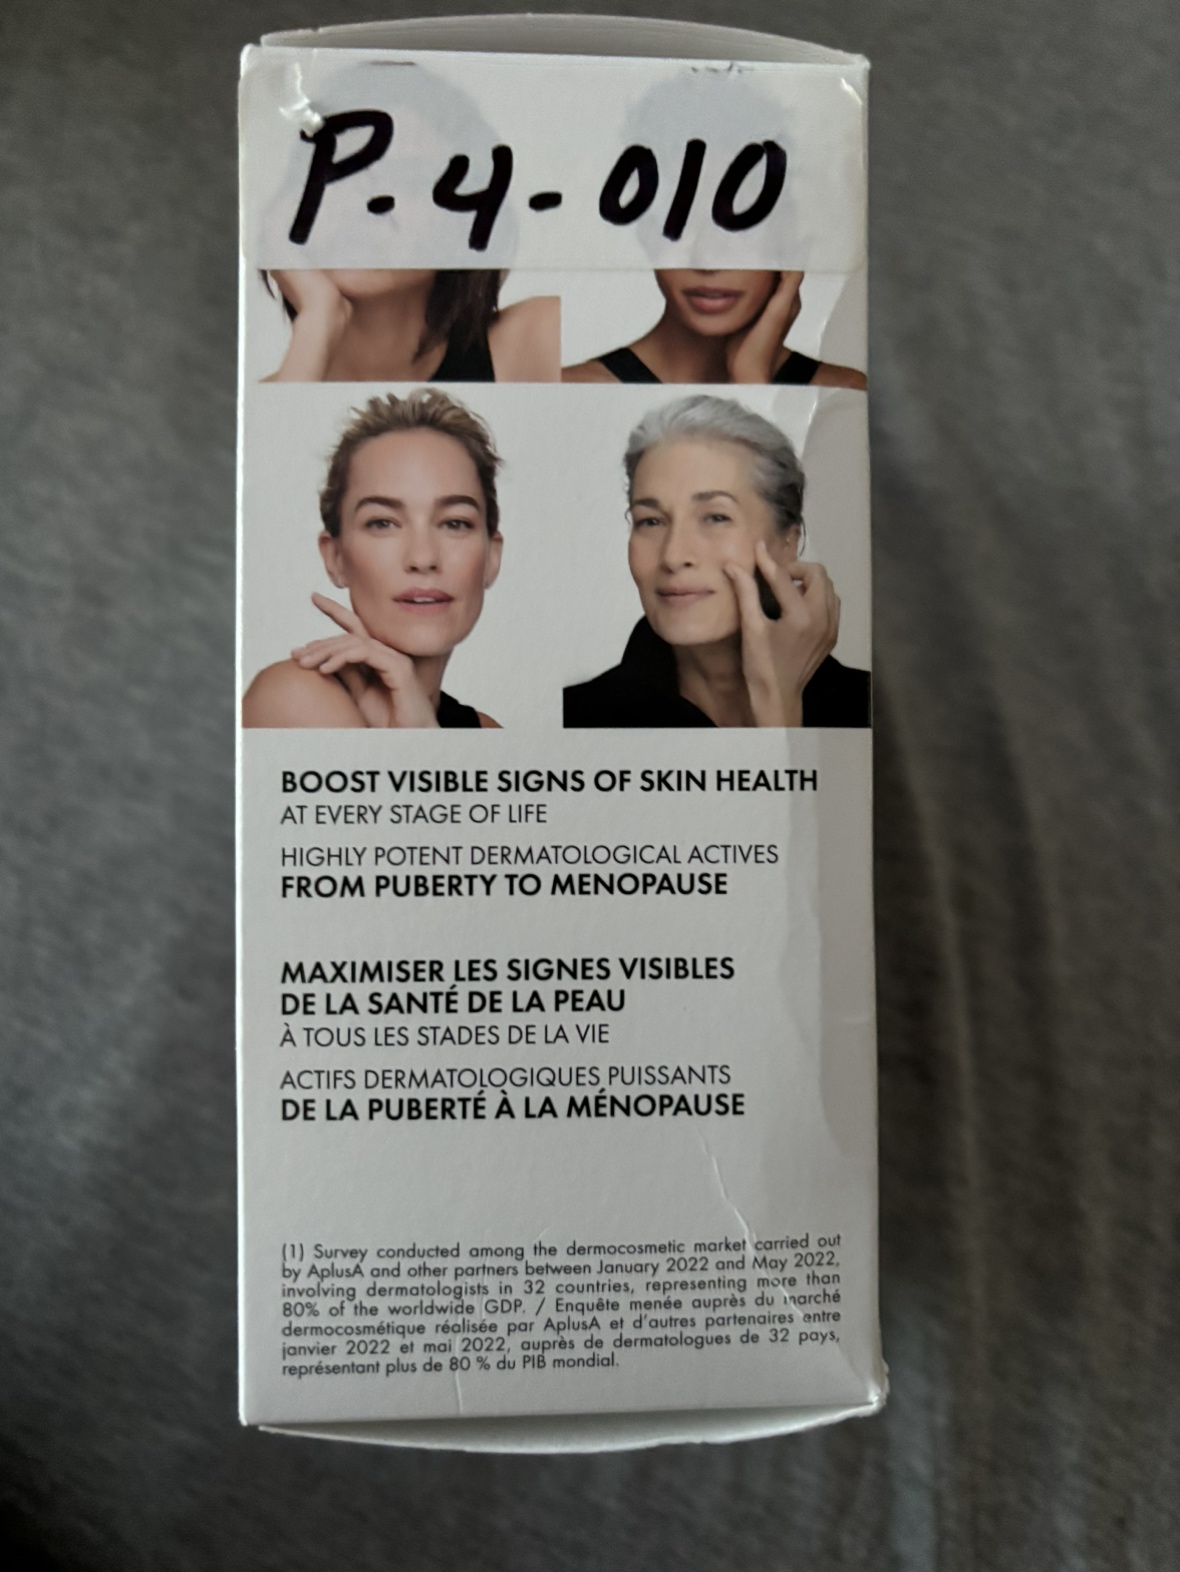 P.4-010
BOOST VISIBLE SIGNS OF SKIN HEALTH
AT EVERY STAGE OF LIFE
HIGHLY POTENT DERMATOLOGICAL ACTIVES
FROM PUBERTY TO MENOPAUSE
MAXIMISER LES SIGNES VISIBLES
DE LA SANTÉ DE LA PEAU
À TOUS LES STADES DE LA VIE
ACTIFS DERMATOLOGIQUES PUISSANTS
DE LA PUBERTÉ À LA MÉNOPAUSE
(1) Survey conducted among the dermocosmetic market carried out
by AplusA and other partners between January 2022 and May 2022,
involving dermatologists in 32 countries, representing more than
80% of the worldwide GDP. / Enquête menée auprès du marché
dermocosmétique réalisée par AplusA et d'autres partenaires entre
janvier 2022 et mai 2022, auprès de dermatologues de 32 pays,
représentant plus de 80 % du PIB mondial.